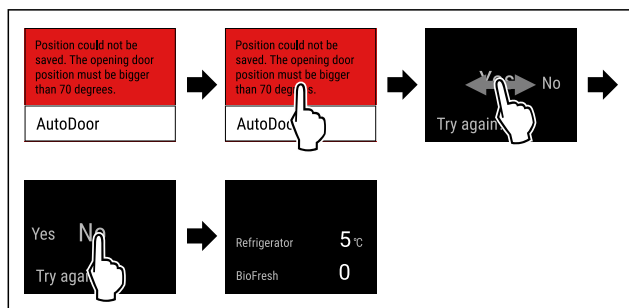 Position could not be
saved. The opening door
position must be bigger
than 70 degrees.
AutoDoor
Position could not be
saved. The opening door
position must be bigger
than 70 degrees.
AutoDoor
Yes No
Try again?
Yes No
Try again
Refrigerator 5 °C
BioFresh 0